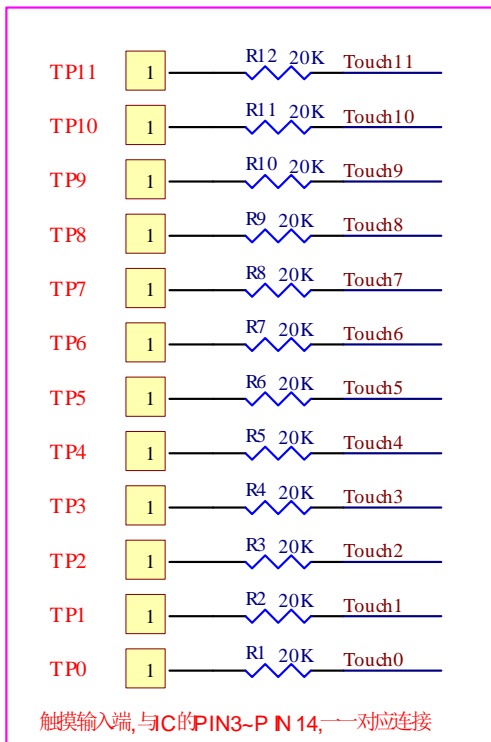 R12 20K Touch11
TP11 1
R11 20K Touch10
TP10 1
R10 20K Touch9
TP9 1
R9 20K Touch8
TP8 1
R8 20K Touch7
TP7 1
R7 20K Touch6
TP6 1
R6 20K Touch5
TP5 1
R5 20K Touch4
TP4 1
R4 20K Touch3
TP3 1
R3 20K Touch2
TP2 1
R2 20K Touch1
TP1 1
R1 20K Touch0
TP0 1
触摸输入端,与IC的PIN3~PIN14,一一对应连接